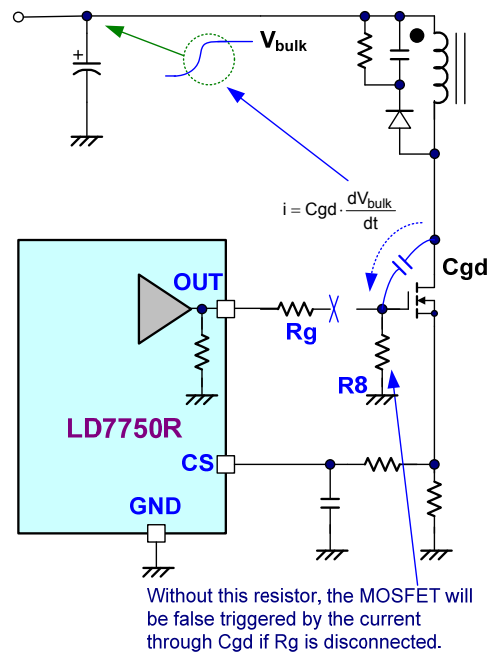 +
Vbulk
i = Cgd · dVbulk/dt
Cgd
OUT
Rg
R8
LD7750R
CS
GND
Without this resistor, the MOSFET will
be false triggered by the current
through Cgd if Rg is disconnected.